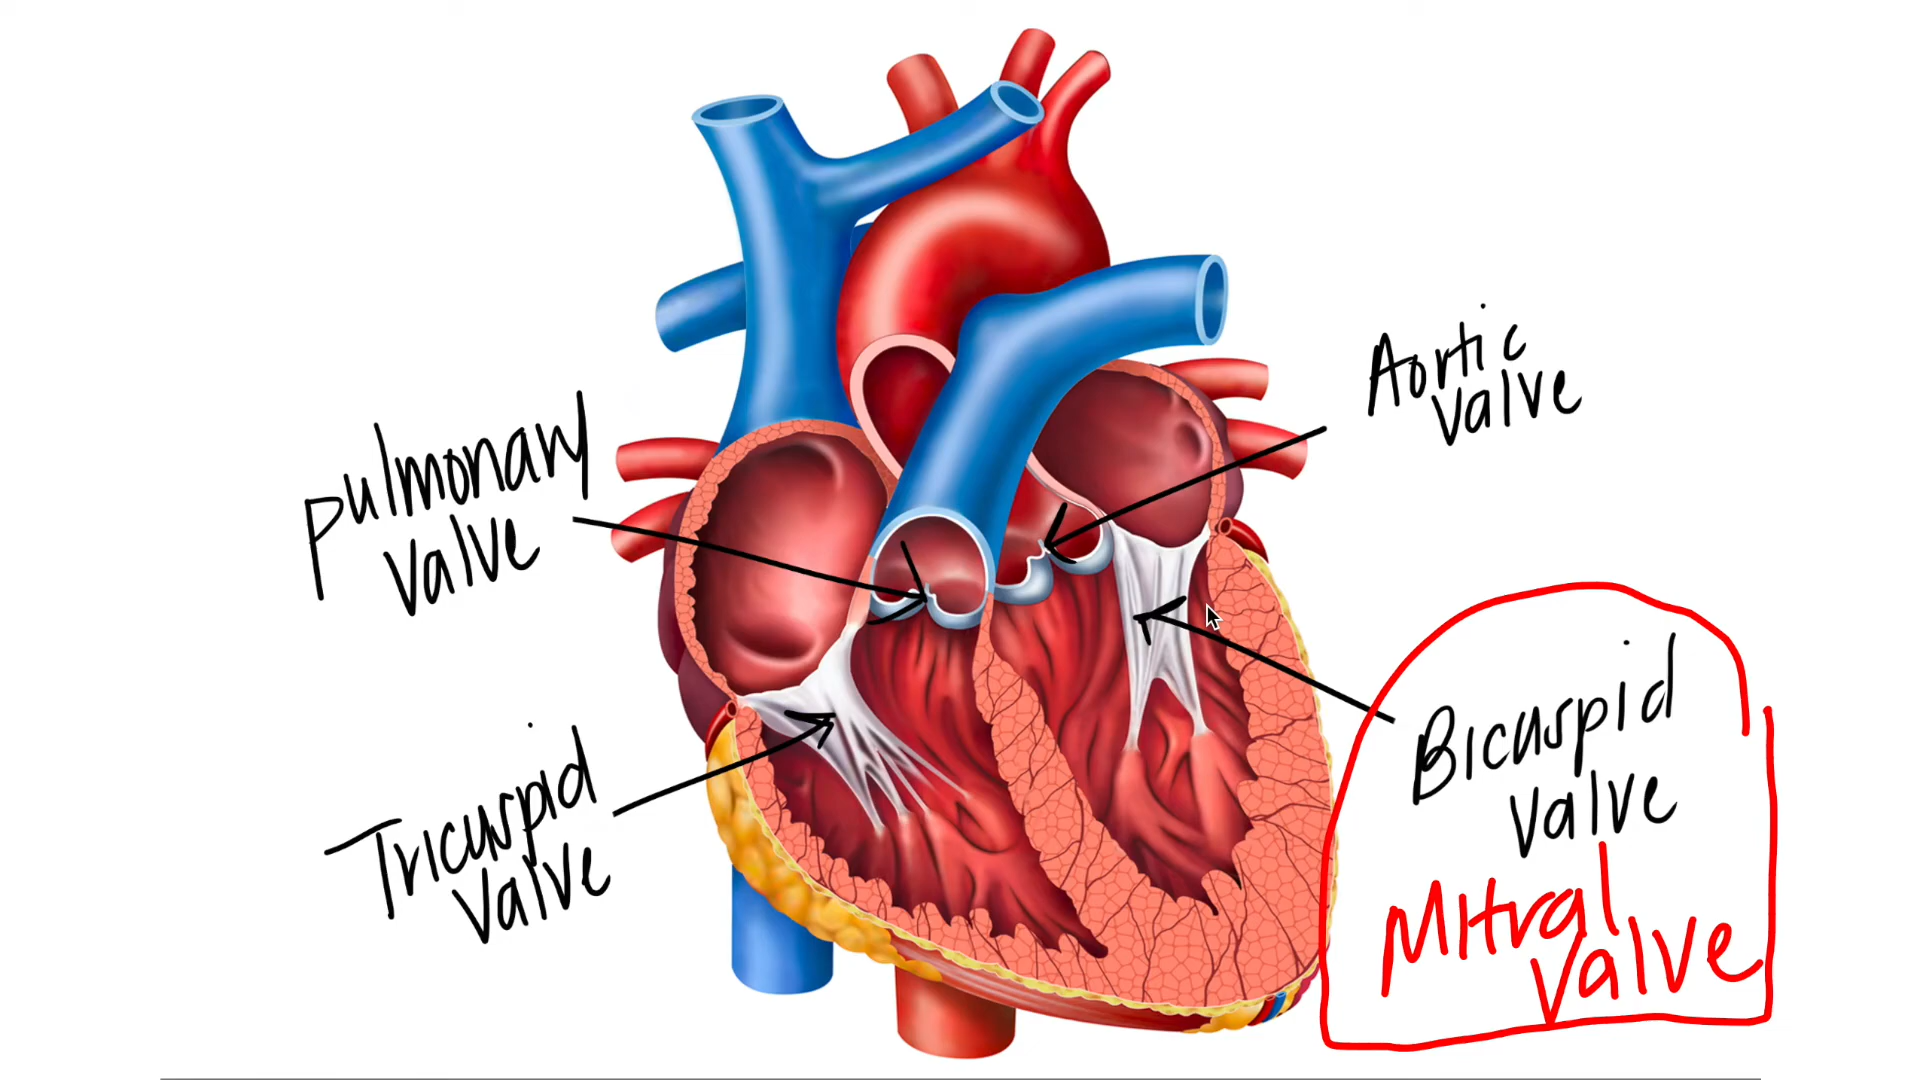 Aortic
valve
pulmonary
valve
Bicuspid
valve
Mitral
valve
Tricuspid
valve